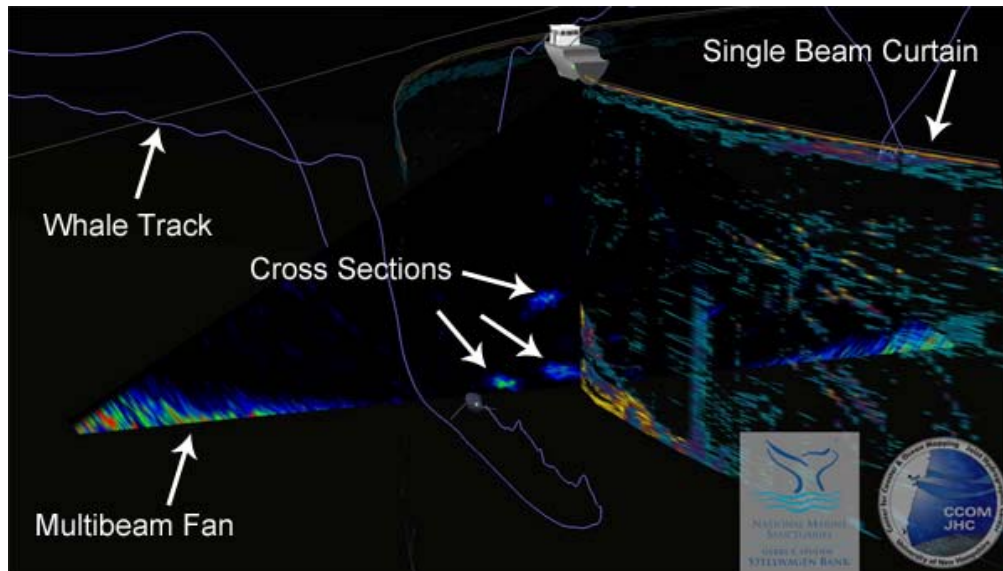 Single Beam Curtain
Whale Track
Cross Sections
Multibeam Fan
NATIONAL MARINE
SANCTUARIES
STELLWAGEN BANK
CCOM
JHC